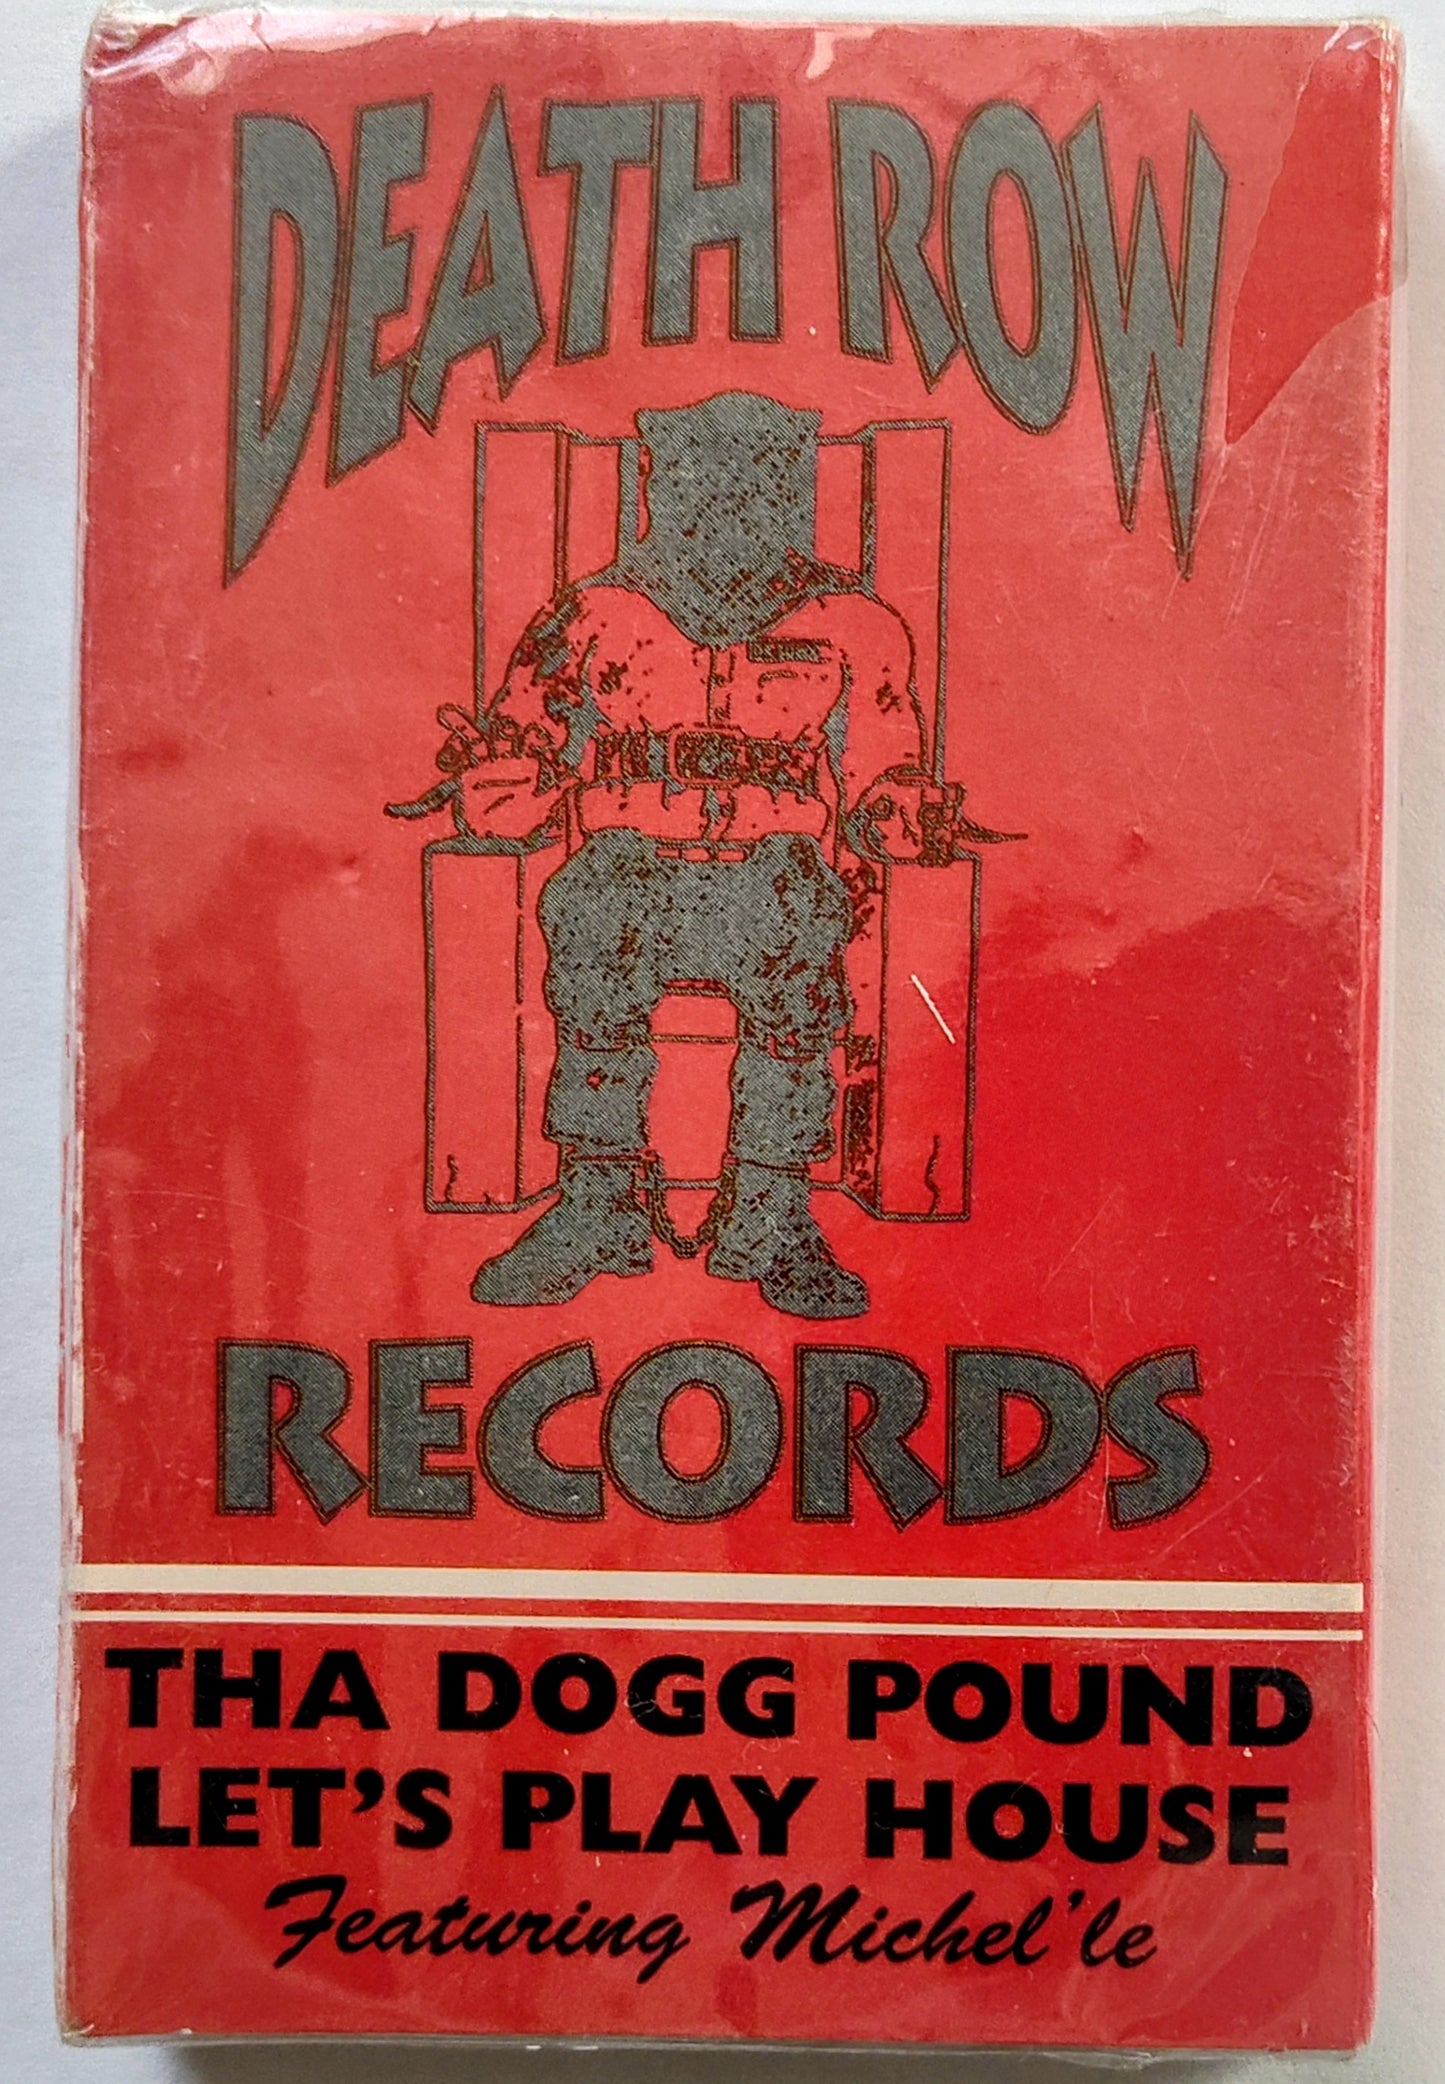 DEATH ROW
RECORDS
THA DOGG POUND
LET'S PLAY HOUSE
Featuring Michel'le